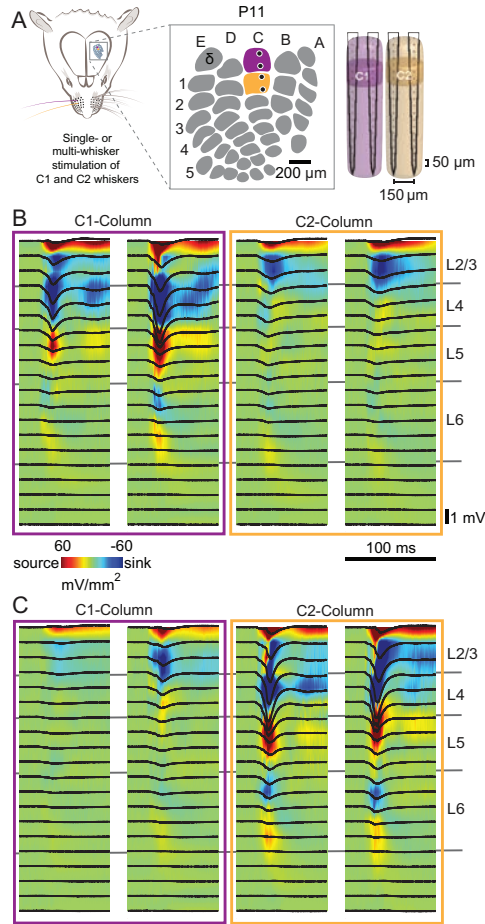 A
P11
E
D
C
B
A
δ
1
2
3
4
5
200 µm
Single- or
multi-whisker
stimulation of
C1 and C2 whiskers
C1
C2
50 µm
150 µm
B
C1-Column
C2-Column
L2/3
L4
L5
L6
1 mV
60
-60
source
sink
mV/mm²
100 ms
C
C1-Column
C2-Column
L2/3
L4
L5
L6